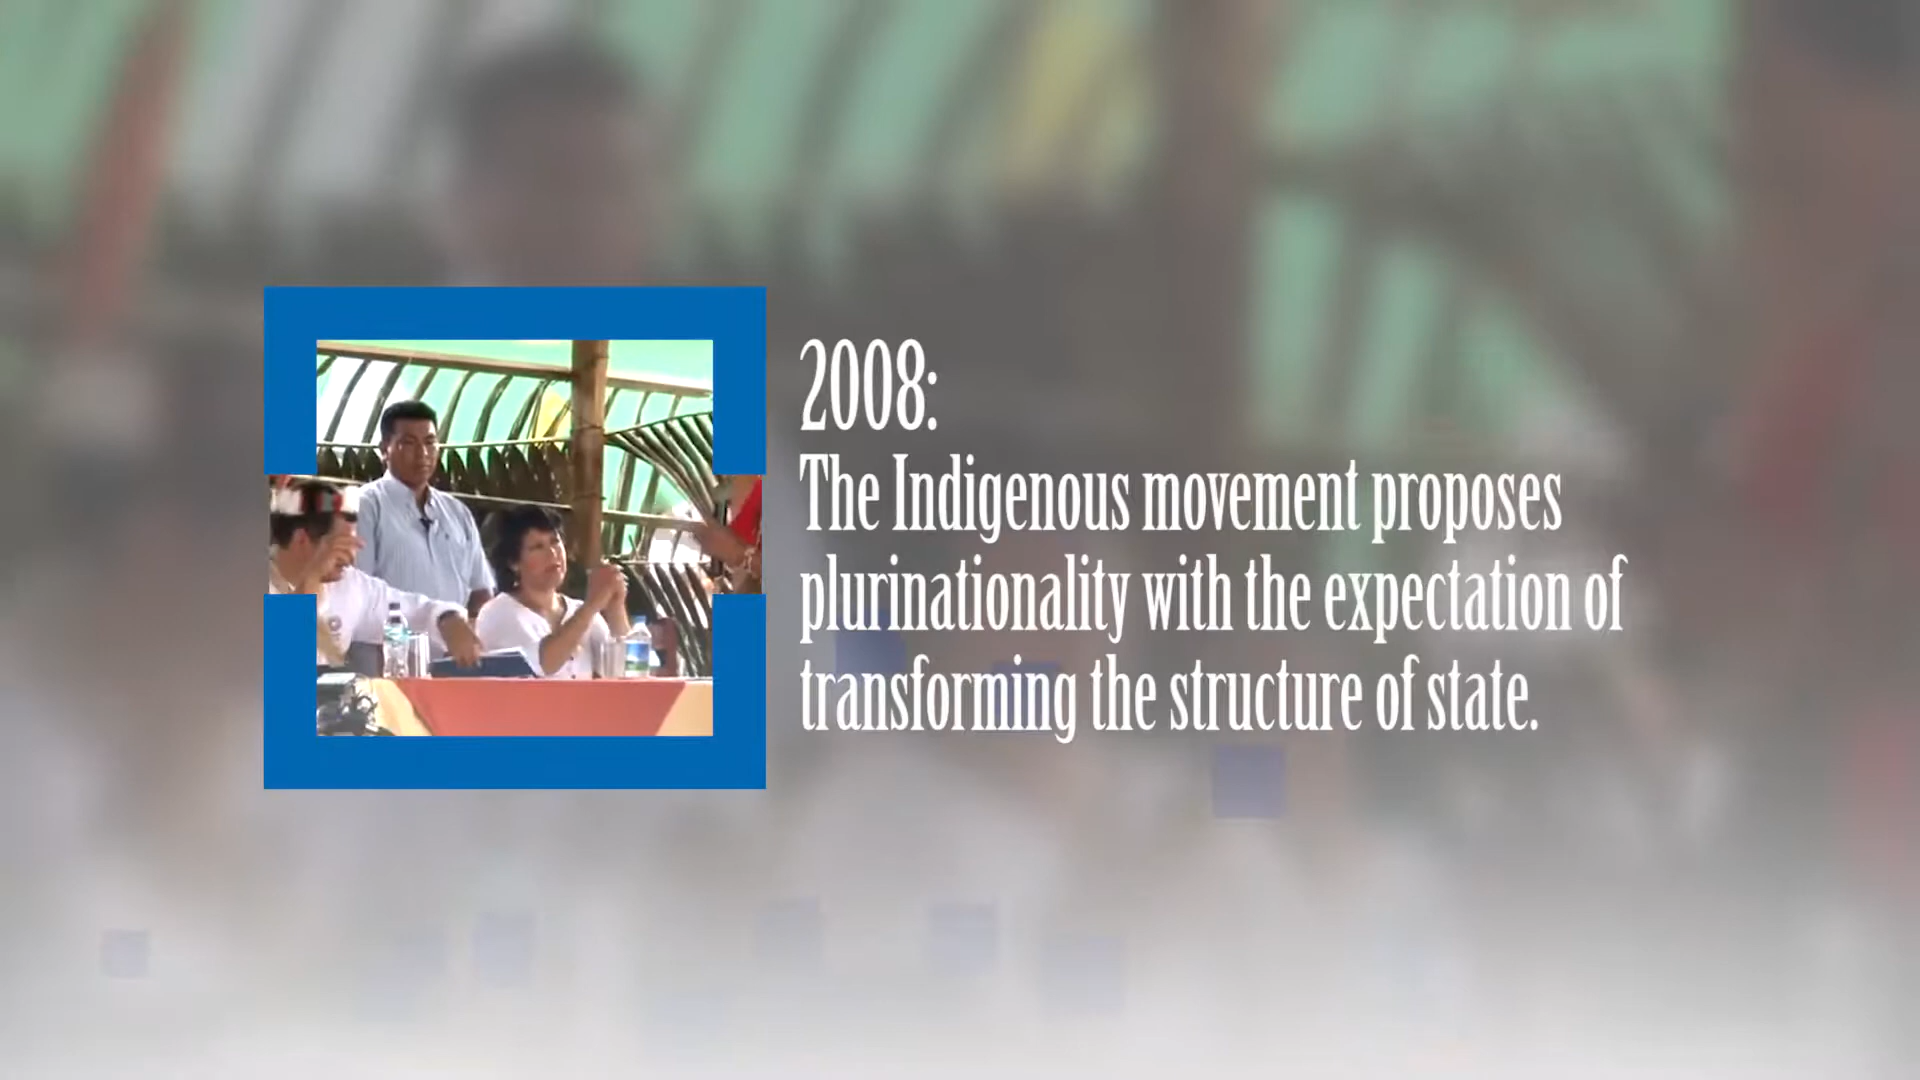 2008:
The Indigenous movement proposes
plurinationality with the expectation of
transforming the structure of state.